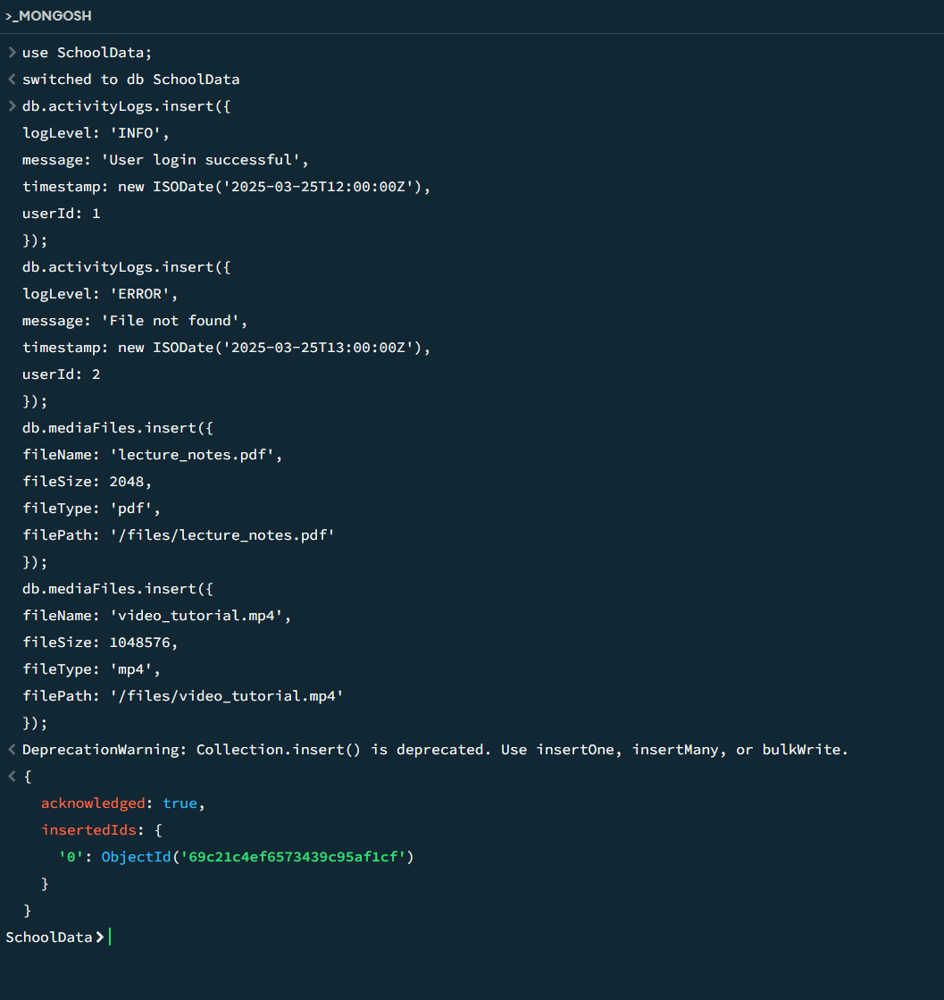 >_MONGOSH
> use SchoolData;
< switched to db SchoolData
> db.activityLogs.insert({
logLevel: 'INFO',
message: 'User login successful',
timestamp: new ISODate('2025-03-25T12:00:00Z'),
userId: 1
});
db.activityLogs.insert({
logLevel: 'ERROR',
message: 'File not found',
timestamp: new ISODate('2025-03-25T13:00:00Z'),
userId: 2
});
db.mediaFiles.insert({
fileName: 'lecture_notes.pdf',
fileSize: 2048,
fileType: 'pdf',
filePath: '/files/lecture_notes.pdf'
});
db.mediaFiles.insert({
fileName: 'video_tutorial.mp4',
fileSize: 1048576,
fileType: 'mp4',
filePath: '/files/video_tutorial.mp4'
});
< DeprecationWarning: Collection.insert() is deprecated. Use insertOne, insertMany, or bulkWrite.
< {
acknowledged: true,
insertedIds: {
'0': ObjectId('69c21c4ef6573439c95af1cf')
}
}
SchoolData>